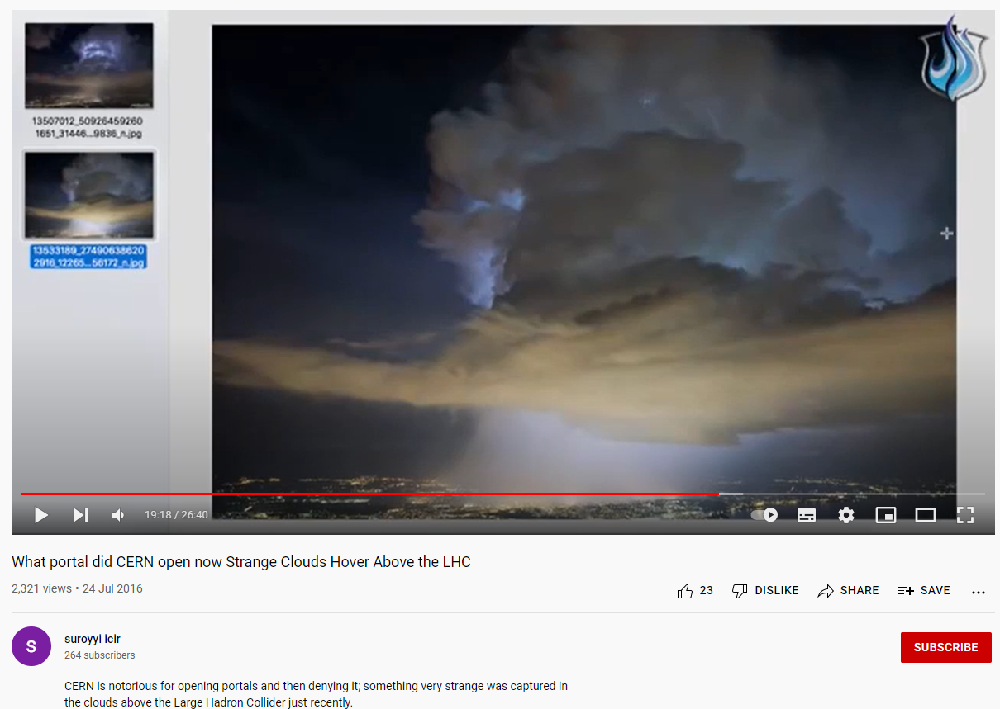 13507012_50926459260
1651_31446...9836_n.jpg
13533189_27490638620
2916_12265...56172_n.jpg
19:18 / 26:40
What portal did CERN open now Strange Clouds Hover Above the LHC
2,321 views • 24 Jul 2016
23
DISLIKE
SHARE
SAVE
S
suroyyi icir
264 subscribers
SUBSCRIBE
CERN is notorious for opening portals and then denying it; something very strange was captured in
the clouds above the Large Hadron Collider just recently.